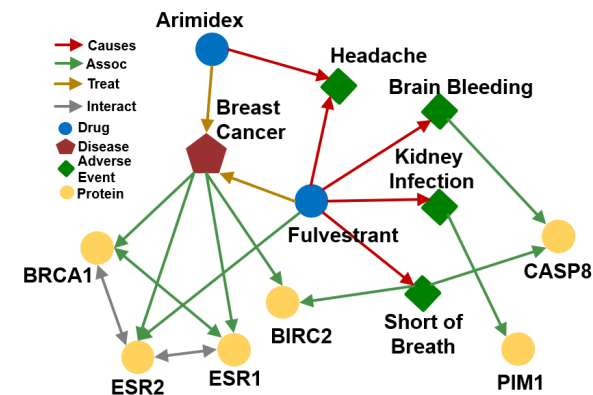 Arimidex
Causes
Assoc
Treat
Interact
Drug
Disease
Adverse
Event
Protein
Headache
Breast
Cancer
Brain Bleeding
Kidney
Infection
Fulvestrant
BRCA1
CASP8
BIRC2
Short of
Breath
ESR2
ESR1
PIM1